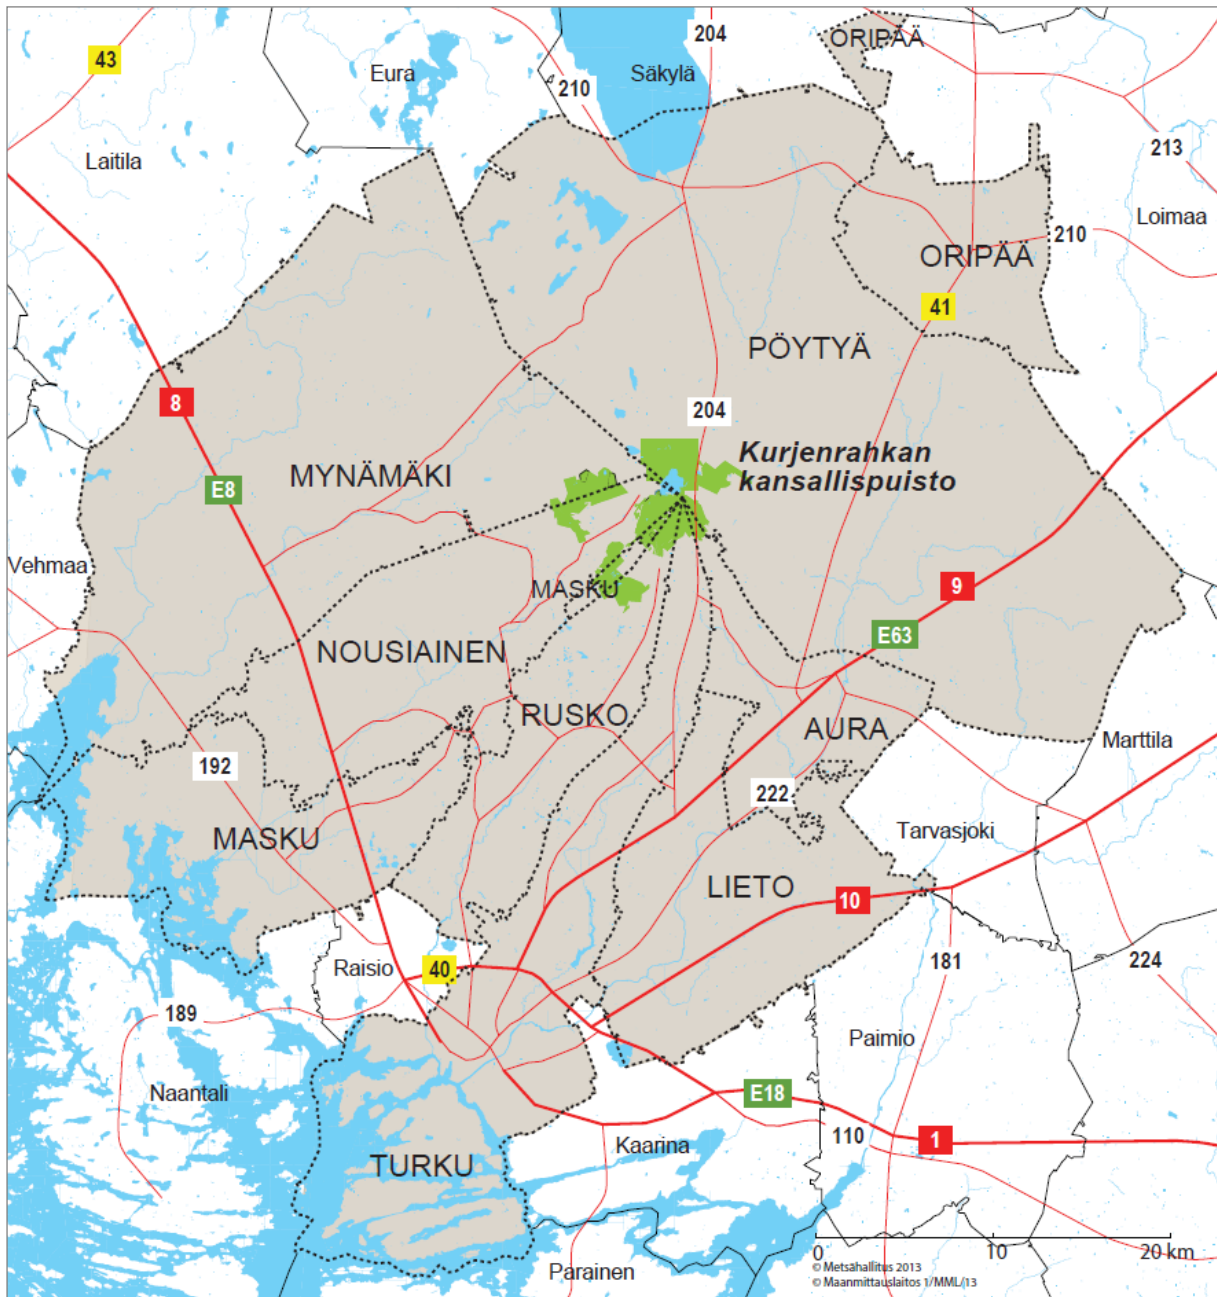 204
ORIPÄÄ
43
Eura
Säkylä
210
213
Laitila
Loimaa
210
ORIPÄÄ
41
PÖYTYÄ
8
204
Kurjenrahkan
kansallispuisto
MYNÄMÄKI
E8
Vehmaa
MASKU
9
E63
NOUSIAINEN
RUSKO
AURA
Marttila
192
222
MASKU
Tarvasjoki
LIETO
10
Raisio
40
181
224
189
Paimio
Naantali
E18
110
1
Kaarina
TURKU
0
10
20 km
Parainen
© Metsähallitus 2013
© Maanmittauslaitos 1/MML/13